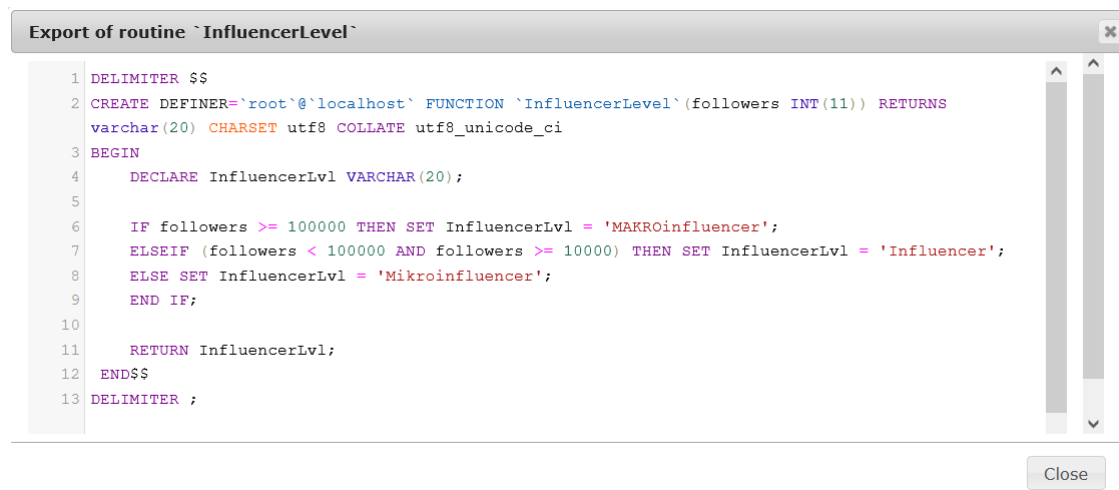 Export of routine `InfluencerLevel`
1 DELIMITER $$
2 CREATE DEFINER=`root`@`localhost` FUNCTION `InfluencerLevel`(followers INT(11)) RETURNS
varchar(20) CHARSET utf8 COLLATE utf8_unicode_ci
3 BEGIN
4 DECLARE InfluencerLvl VARCHAR(20);
5
6 IF followers >= 100000 THEN SET InfluencerLvl = 'MAKROinfluencer';
7 ELSEIF (followers < 100000 AND followers >= 10000) THEN SET InfluencerLvl = 'Influencer';
8 ELSE SET InfluencerLvl = 'Mikroinfluencer';
9 END IF;
10
11 RETURN InfluencerLvl;
12 END$$
13 DELIMITER ;
Close